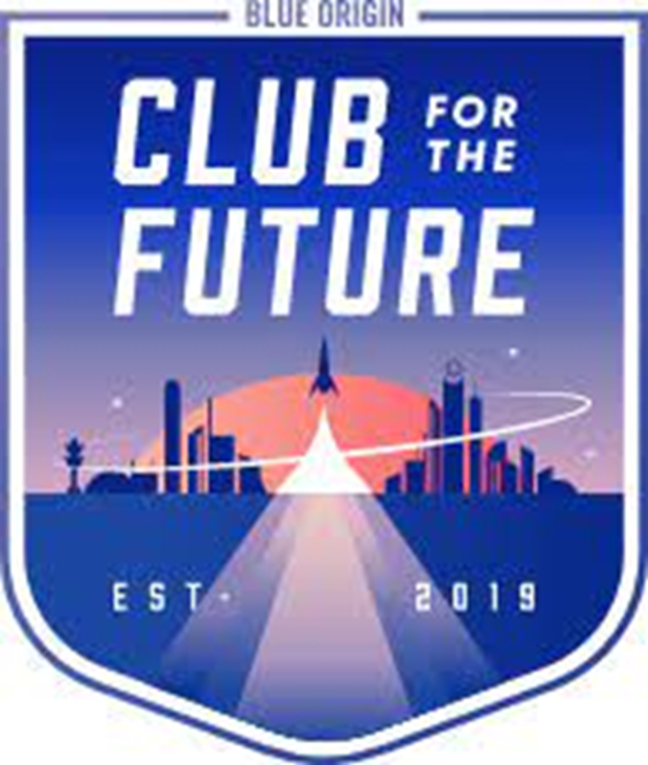 BLUE ORIGIN
CLUB FOR
THE
FUTURE
EST. 2019